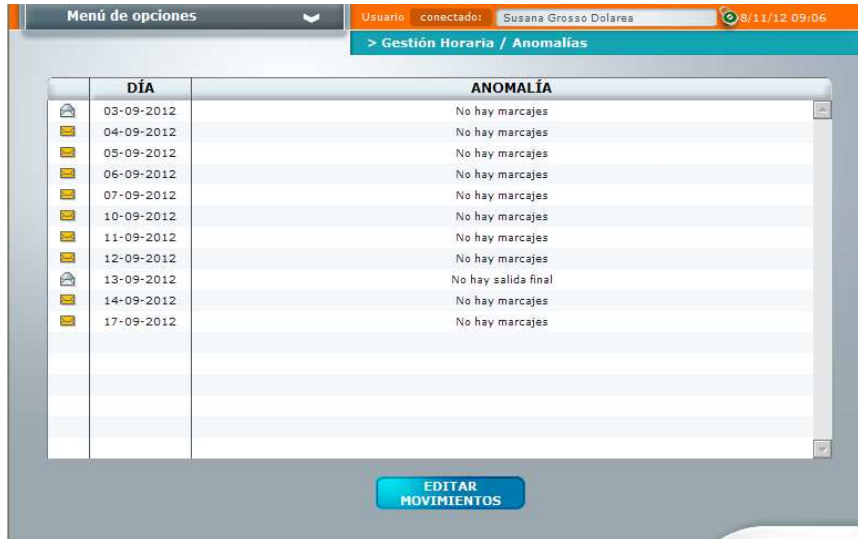 Menú de opciones
Usuario conectado: Susana Grosso Dolarea
8/11/12 09:06
> Gestión Horaria / Anomalías
DÍA ANOMALÍA
03-09-2012 No hay marcajes
04-09-2012 No hay marcajes
05-09-2012 No hay marcajes
06-09-2012 No hay marcajes
07-09-2012 No hay marcajes
10-09-2012 No hay marcajes
11-09-2012 No hay marcajes
12-09-2012 No hay marcajes
13-09-2012 No hay salida final
14-09-2012 No hay marcajes
17-09-2012 No hay marcajes
EDITAR
MOVIMIENTOS